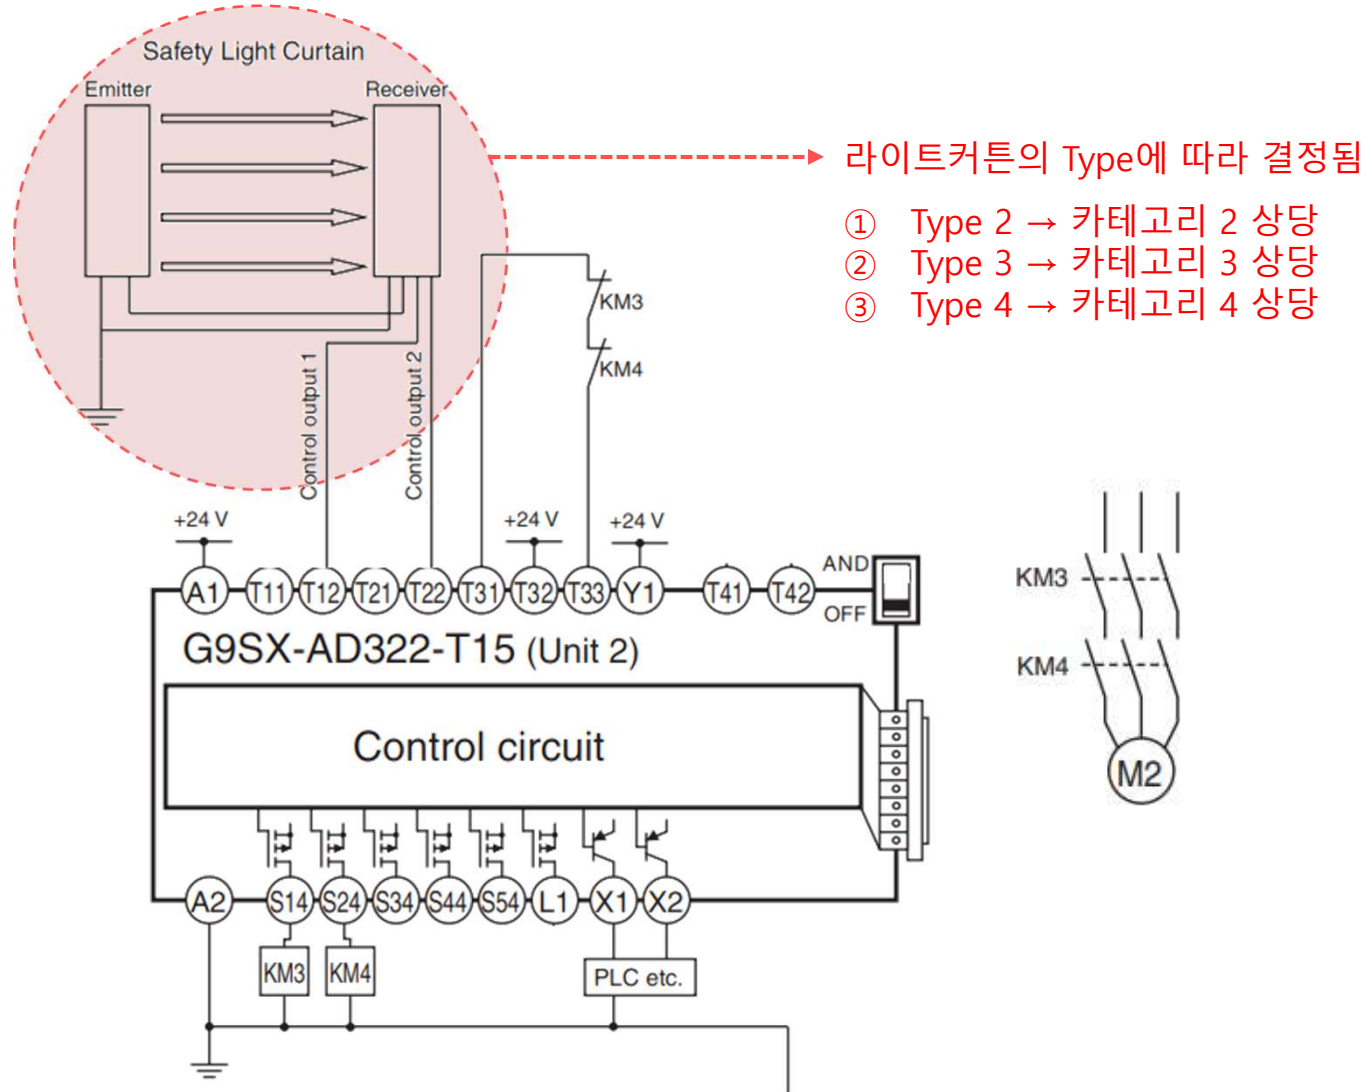 Safety Light Curtain
Emitter
Receiver
라이트커튼의 Type에 따라 결정됨
① Type 2 → 카테고리 2 상당
② Type 3 → 카테고리 3 상당
③ Type 4 → 카테고리 4 상당
KM3
KM4
Control output 1
Control output 2
+24 V
+24 V
+24 V
A1 T11 T12 T21 T22 T31 T32 T33 Y1 T41 T42
AND
OFF
G9SX-AD322-T15 (Unit 2)
Control circuit
KM3
KM4
M2
A2 S14 S24 S34 S44 S54 L1 X1 X2
KM3 KM4
PLC etc.